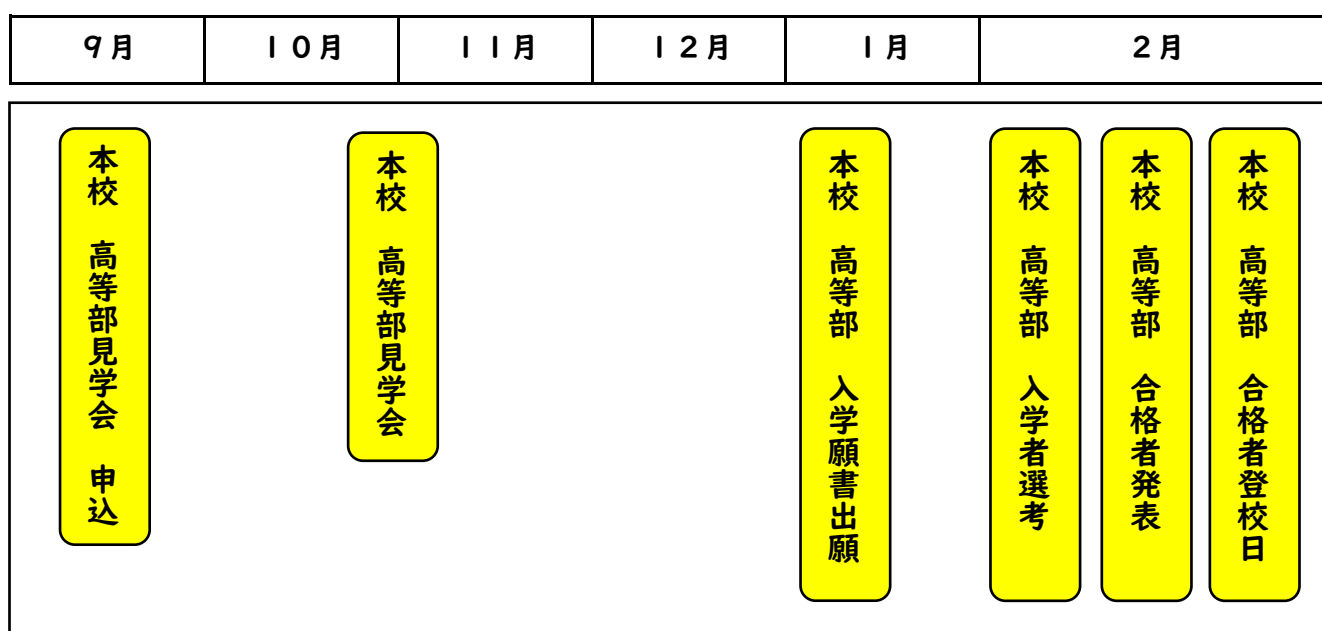 9月
10月
11月
12月
1月
2月
本校　高等部見学会　申込
本校　高等部見学会
本校　高等部　入学願書出願
本校　高等部　入学者選考
本校　高等部　合格者発表
本校　高等部　合格者登校日